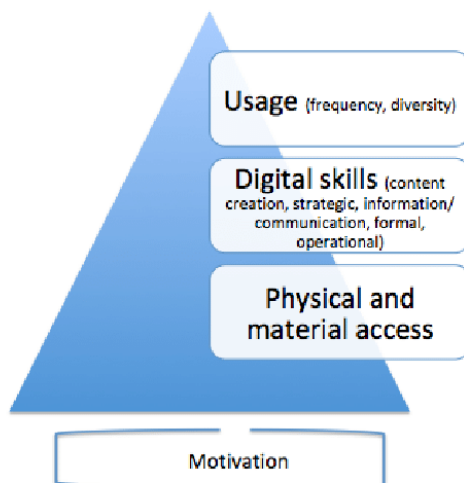 Usage (frequency, diversity)
Digital skills (content
creation, strategic, information/
communication, formal,
operational)
Physical and
material access
Motivation